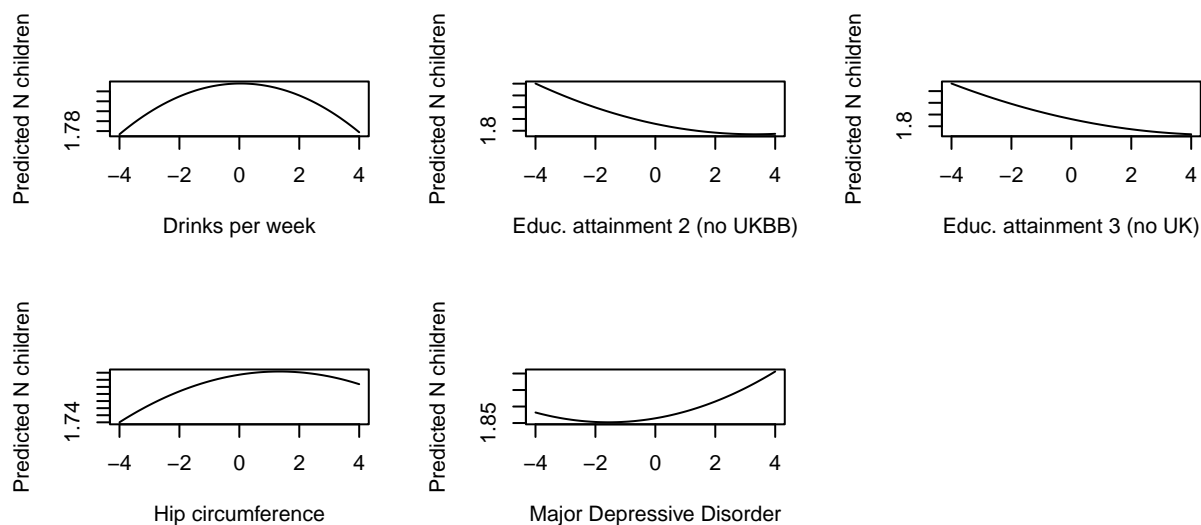 Predicted N children
1.78
−4 −2 0 2 4
Drinks per week
Predicted N children
1.8
−4 −2 0 2 4
Educ. attainment 2 (no UKBB)
Predicted N children
1.8
−4 −2 0 2 4
Educ. attainment 3 (no UK)
Predicted N children
1.74
−4 −2 0 2 4
Hip circumference
Predicted N children
1.85
−4 −2 0 2 4
Major Depressive Disorder